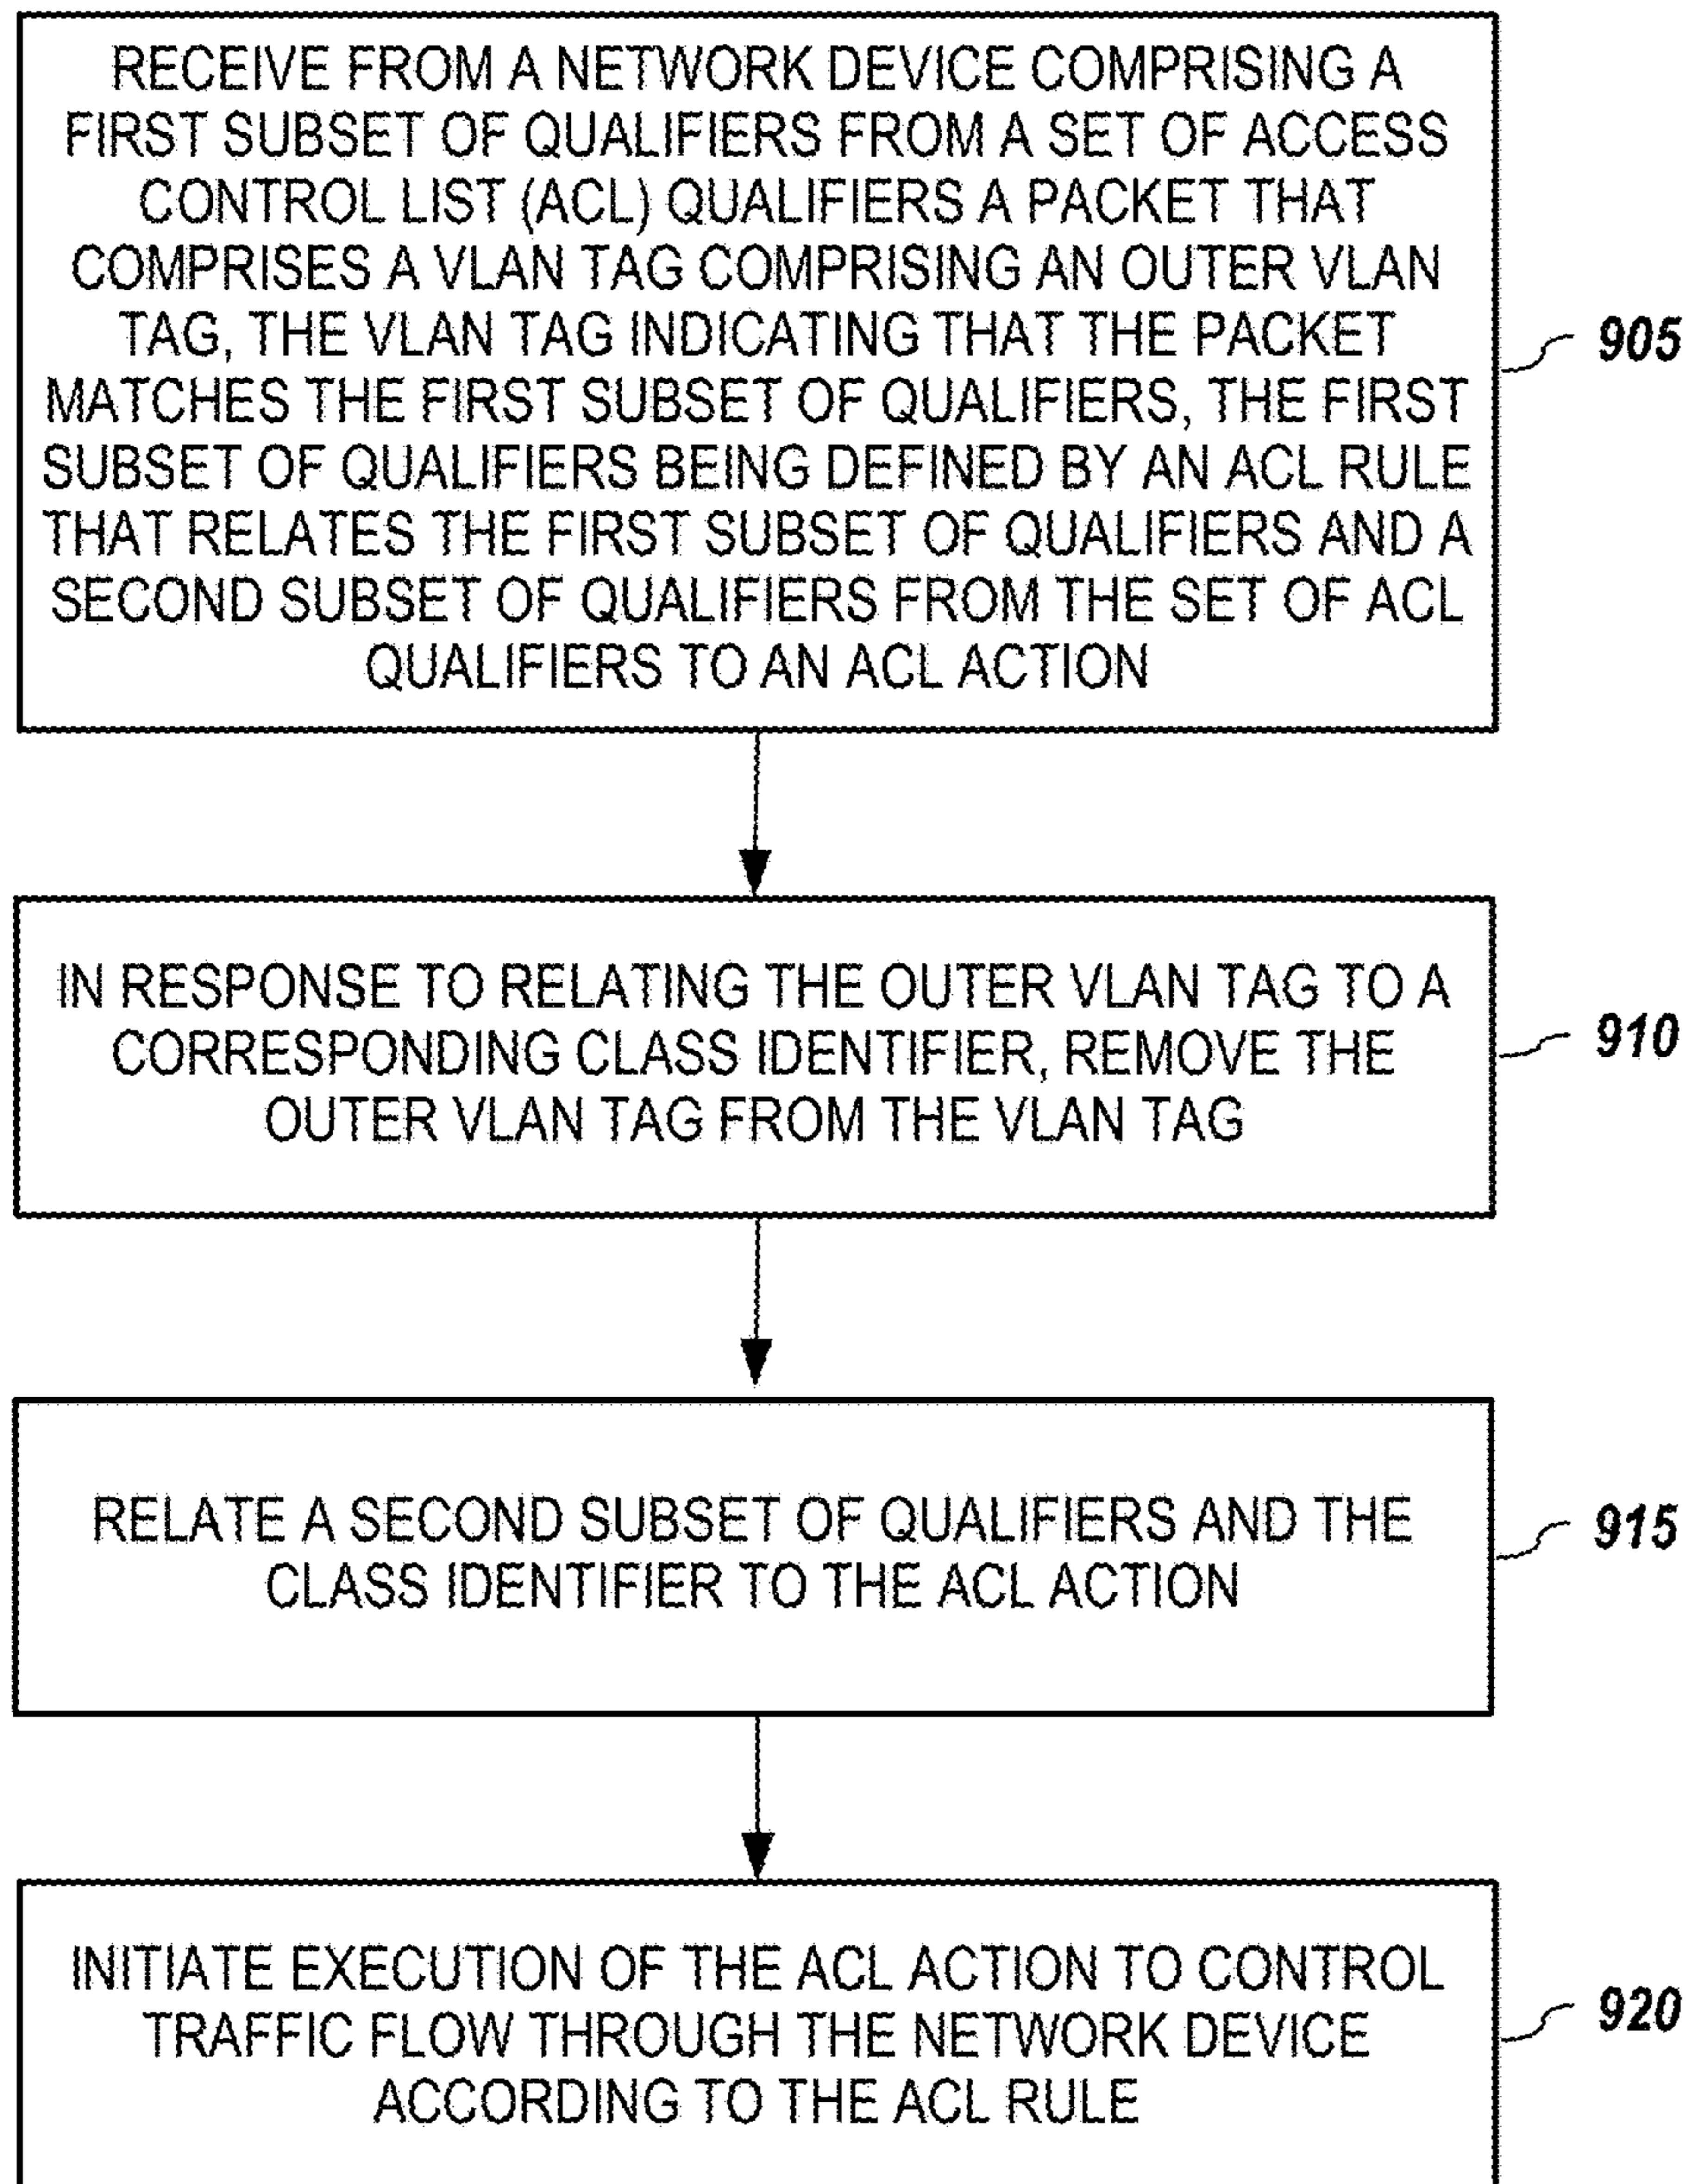 RECEIVE FROM A NETWORK DEVICE COMPRISING A
FIRST SUBSET OF QUALIFIERS FROM A SET OF ACCESS
CONTROL LIST (ACL) QUALIFIERS A PACKET THAT
COMPRISES A VLAN TAG COMPRISING AN OUTER VLAN
TAG, THE VLAN TAG INDICATING THAT THE PACKET
MATCHES THE FIRST SUBSET OF QUALIFIERS, THE FIRST
SUBSET OF QUALIFIERS BEING DEFINED BY AN ACL RULE
THAT RELATES THE FIRST SUBSET OF QUALIFIERS AND A
SECOND SUBSET OF QUALIFIERS FROM THE SET OF ACL
QUALIFIERS TO AN ACL ACTION
905
IN RESPONSE TO RELATING THE OUTER VLAN TAG TO A
CORRESPONDING CLASS IDENTIFIER, REMOVE THE
OUTER VLAN TAG FROM THE VLAN TAG
910
RELATE A SECOND SUBSET OF QUALIFIERS AND THE
CLASS IDENTIFIER TO THE ACL ACTION
915
INITIATE EXECUTION OF THE ACL ACTION TO CONTROL
TRAFFIC FLOW THROUGH THE NETWORK DEVICE
ACCORDING TO THE ACL RULE
920